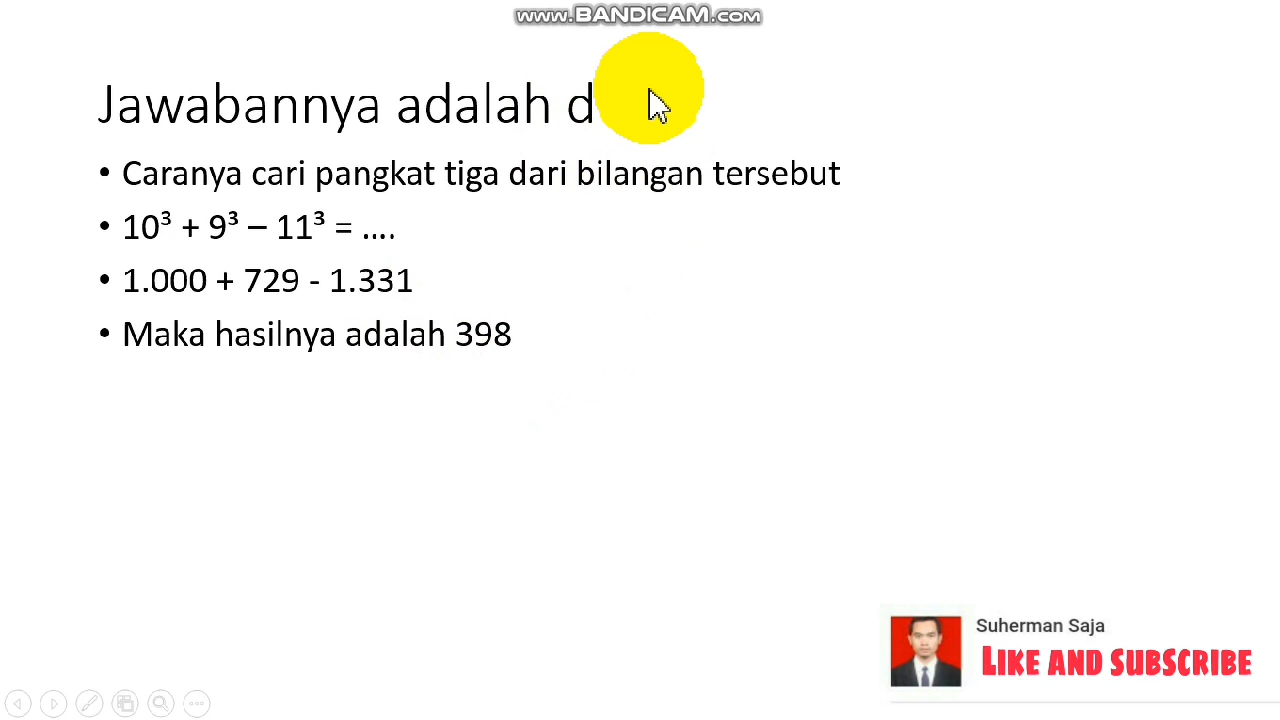 www.BANDICAM.com
Jawabannya adalah d
• Caranya cari pangkat tiga dari bilangan tersebut
• 10³ + 9³ – 11³ = ....
• 1.000 + 729 - 1.331
• Maka hasilnya adalah 398
Suherman Saja
LIKE AND SUBSCRIBE